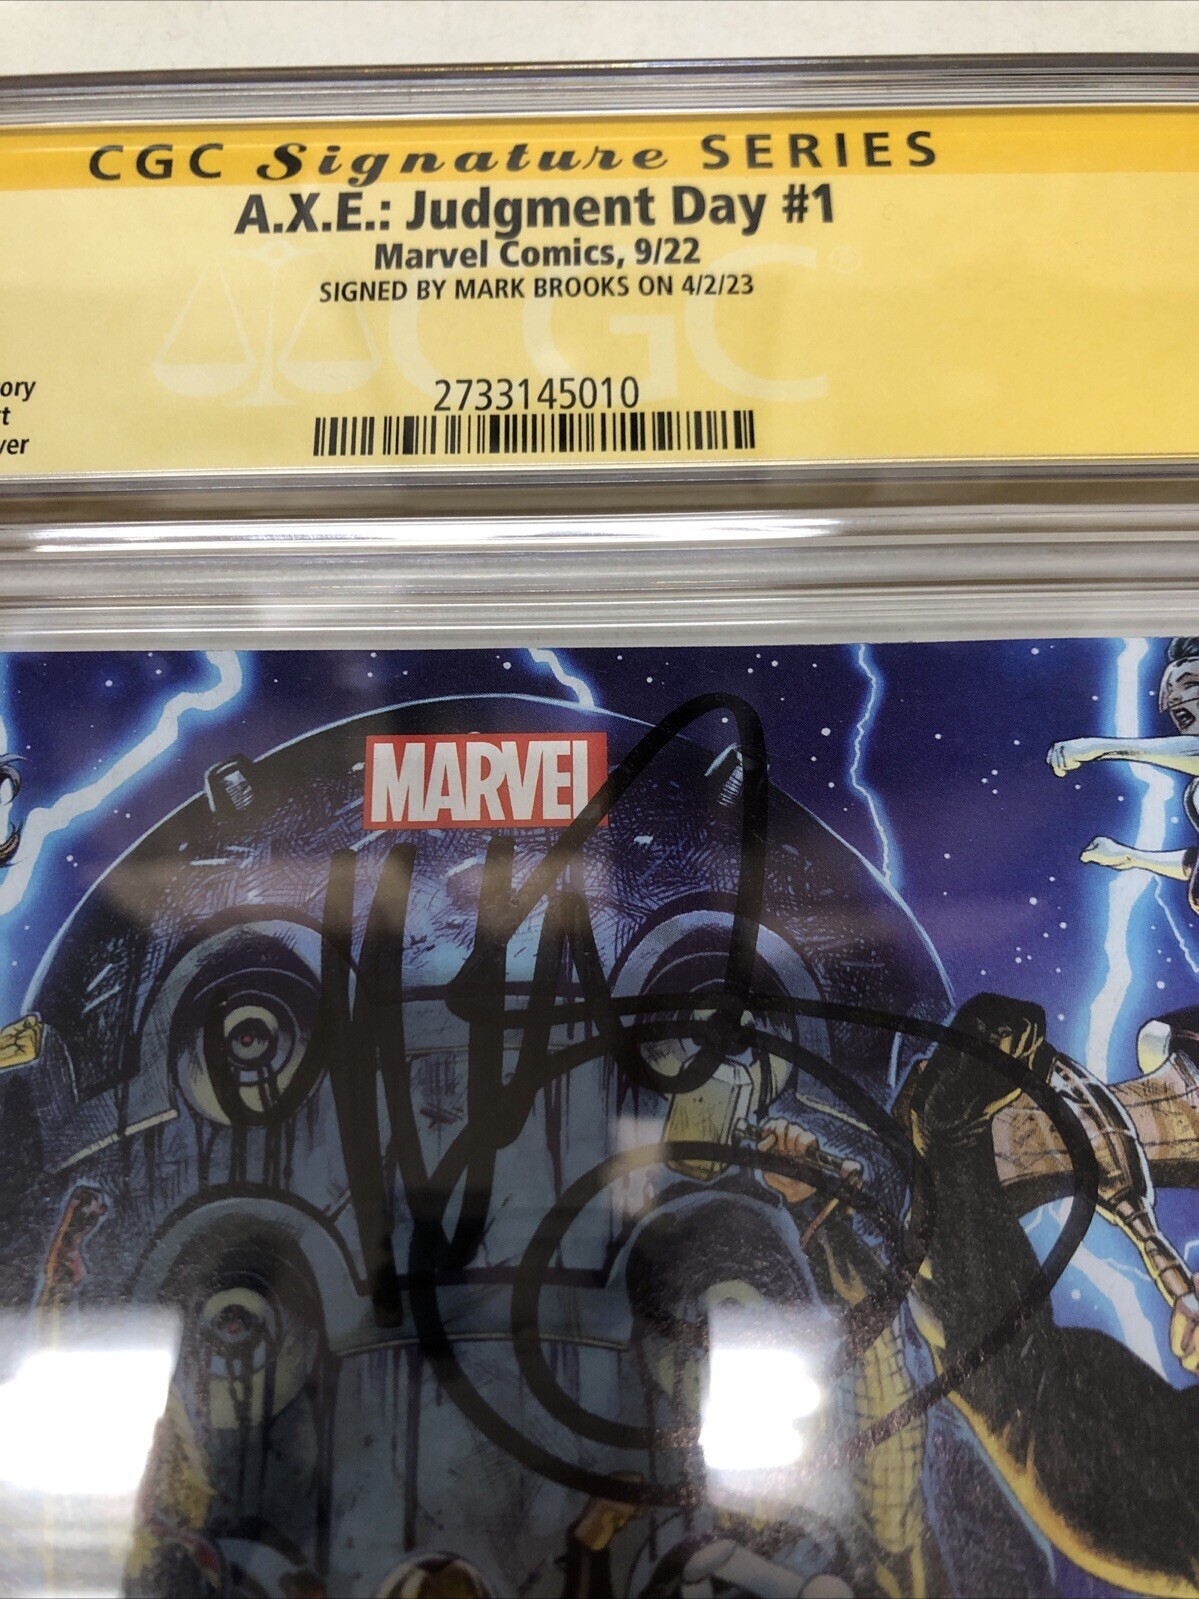 CGC Signature SERIES
A.X.E.: Judgment Day #1
Marvel Comics, 9/22
SIGNED BY MARK BROOKS ON 4/2/23
CGC
2733145010
MARVEL